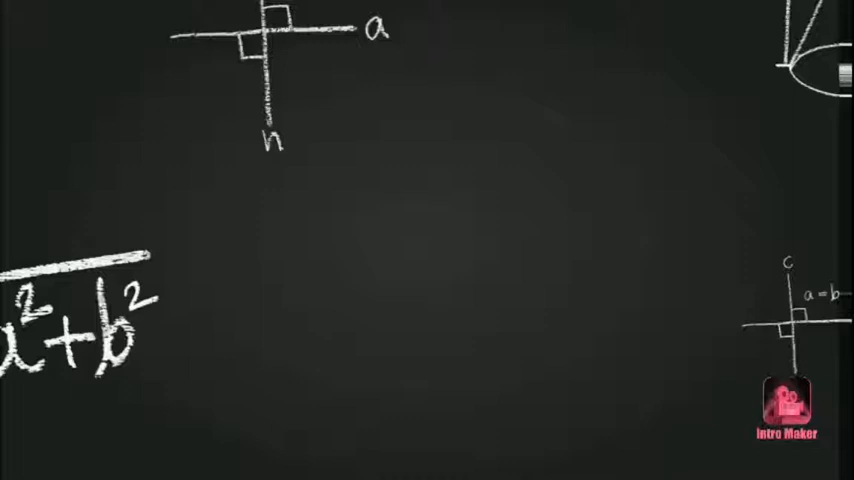 a
n
a²+b²
c
a=b
Intro Maker